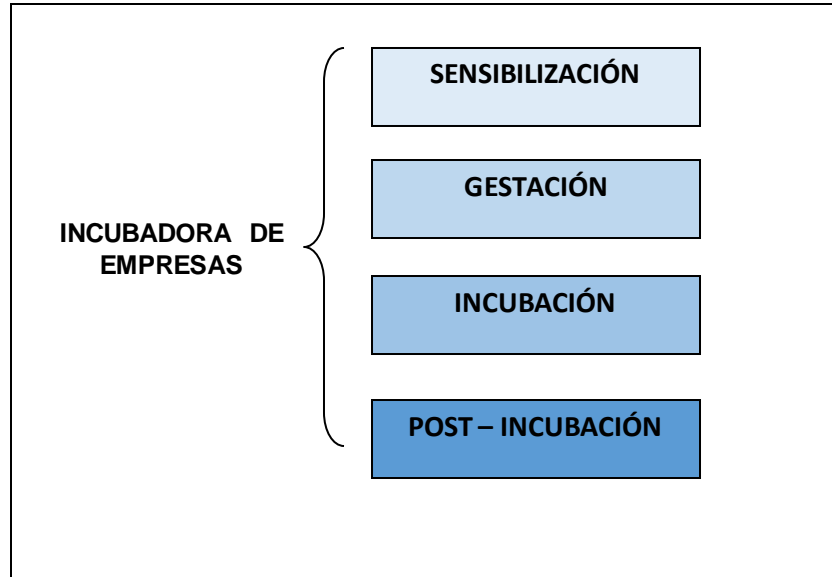 INCUBADORA DE
EMPRESAS
SENSIBILIZACIÓN
GESTACIÓN
INCUBACIÓN
POST – INCUBACIÓN